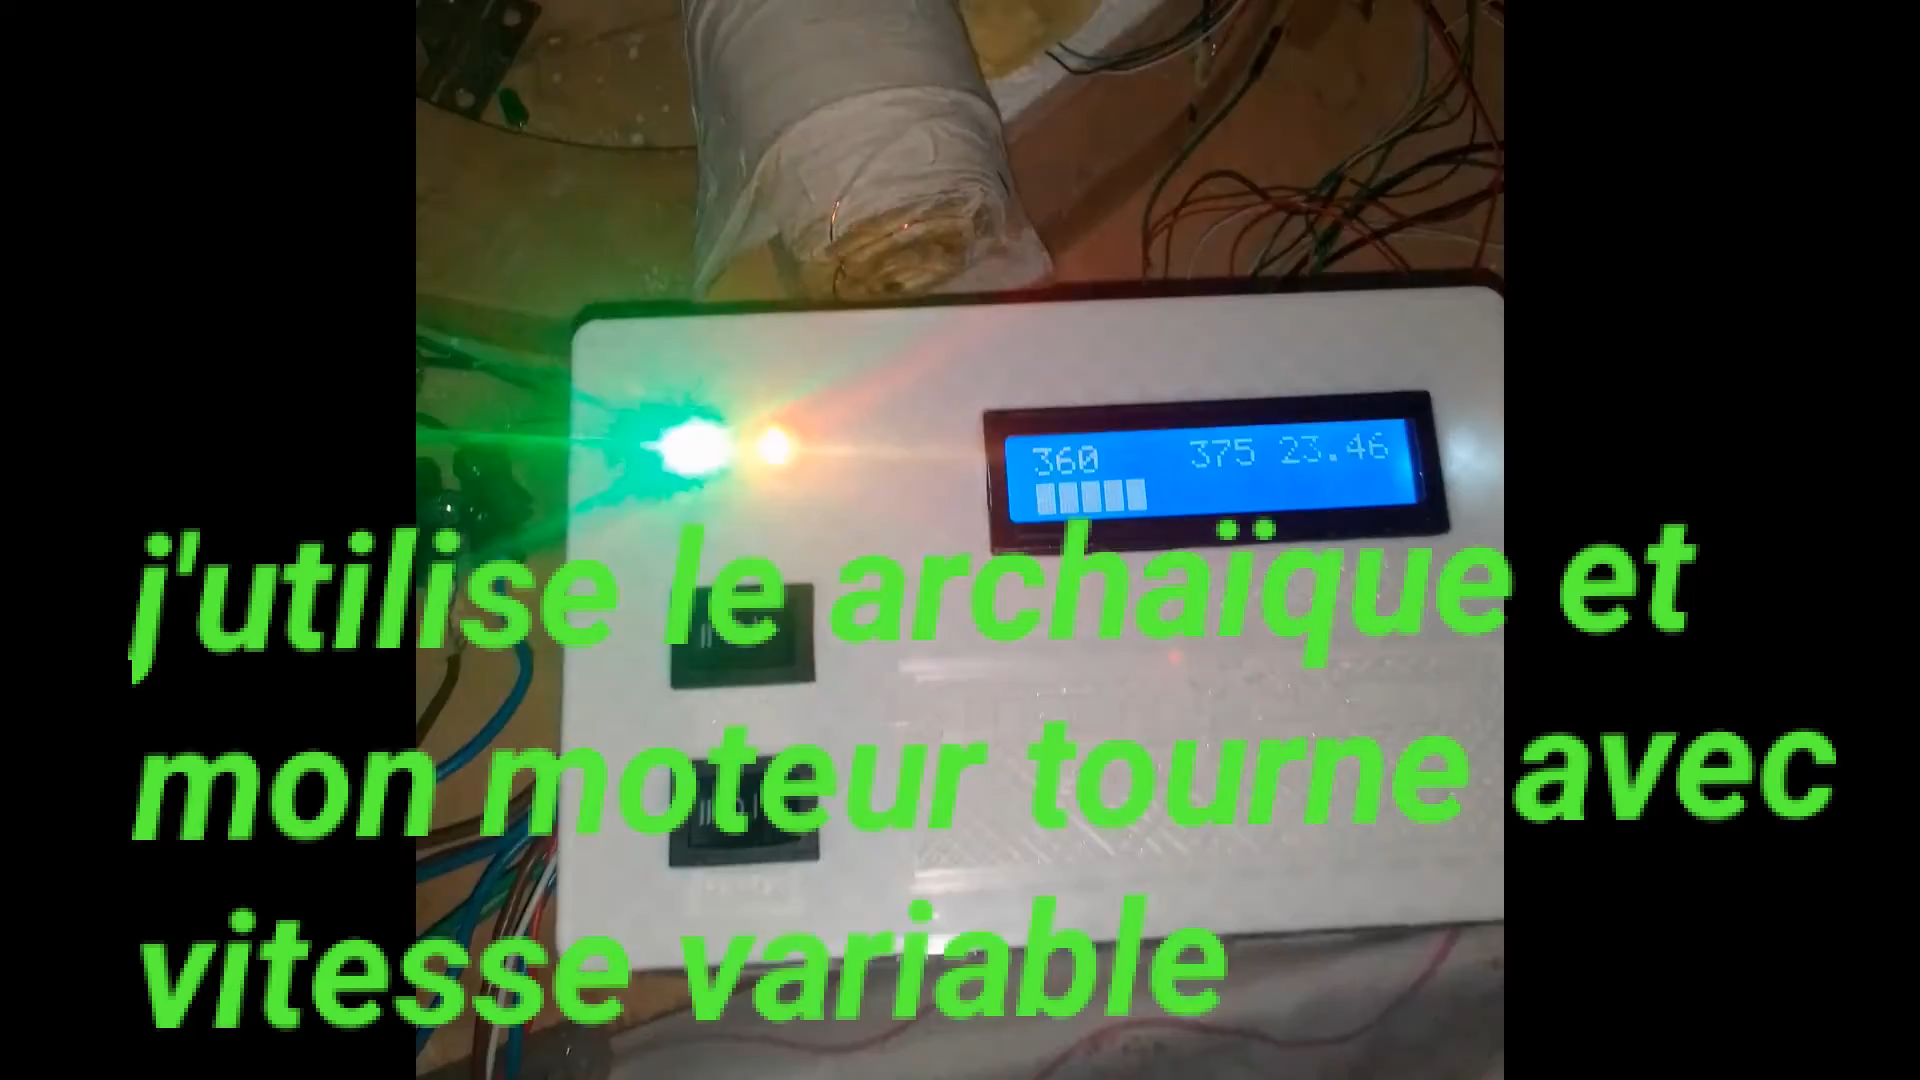 360 375 23.46
j'utilise le archaïque et
mon moteur tourne avec
vitesse variable